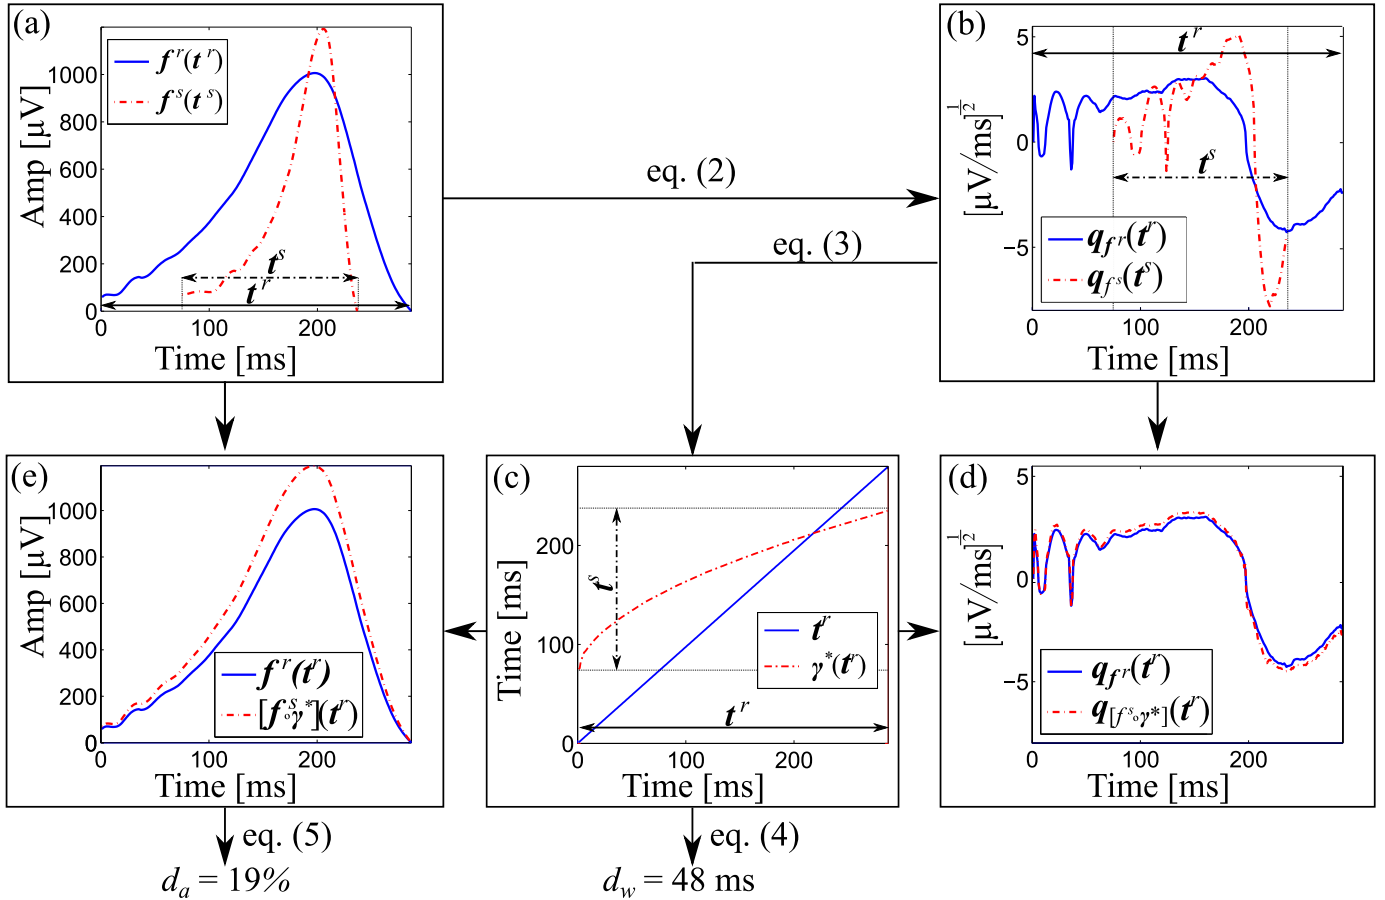 (a)
f^r(t^r)
f^s(t^s)
1000
800
600
400
200
0
Amp [µV]
t^s
t^r
0 100 200
Time [ms]
eq. (2)
eq. (3)
(b)
5
0
−5
[µV/ms]^{1/2}
t^r
t^s
q_{f^r}(t^r)
q_{f^s}(t^s)
0 100 200
Time [ms]
(e)
1000
800
600
400
200
0
Amp [µV]
f^r(t^r)
[f^s∘γ*](t^r)
0 100 200
Time [ms]
(c)
200
100
0
Time [ms]
t^s
t^r
γ*(t^r)
t^r
0 100 200
Time [ms]
(d)
5
0
−5
[µV/ms]^{1/2}
q_{f^r}(t^r)
q_{[f^s∘γ*]}(t^r)
0 100 200
Time [ms]
eq. (5)
d_a = 19%
eq. (4)
d_w = 48 ms